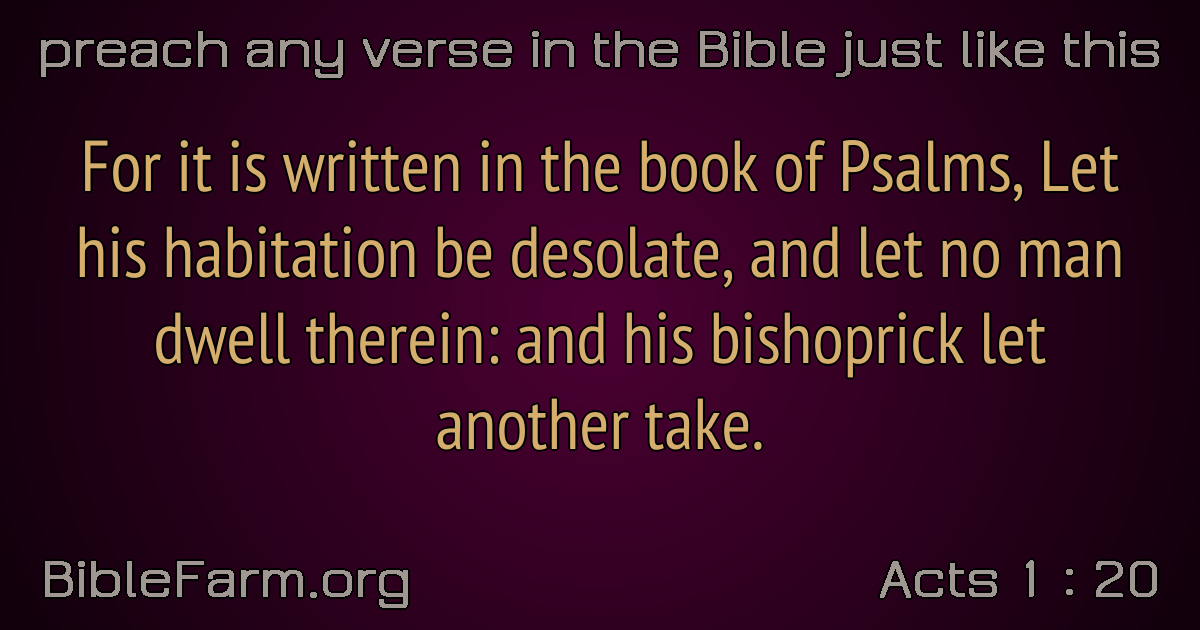 preach any verse in the Bible just like this
For it is written in the book of Psalms, Let
his habitation be desolate, and let no man
dwell therein: and his bishoprick let
another take.
BibleFarm.org
Acts 1 : 20